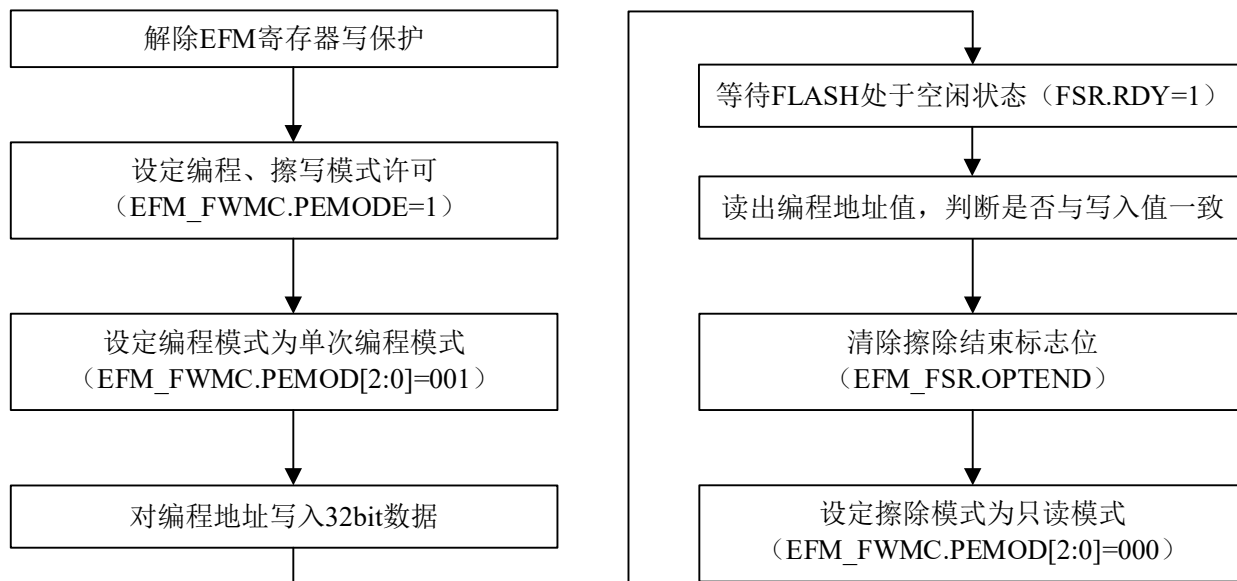 解除EFM寄存器写保护
设定编程、擦写模式许可
（EFM_FWMC.PEMODE=1）
设定编程模式为单次编程模式
（EFM_FWMC.PEMOD[2:0]=001）
对编程地址写入32bit数据
等待FLASH处于空闲状态（FSR.RDY=1）
读出编程地址值，判断是否与写入值一致
清除擦除结束标志位
（EFM_FSR.OPTEND）
设定擦除模式为只读模式
（EFM_FWMC.PEMOD[2:0]=000）